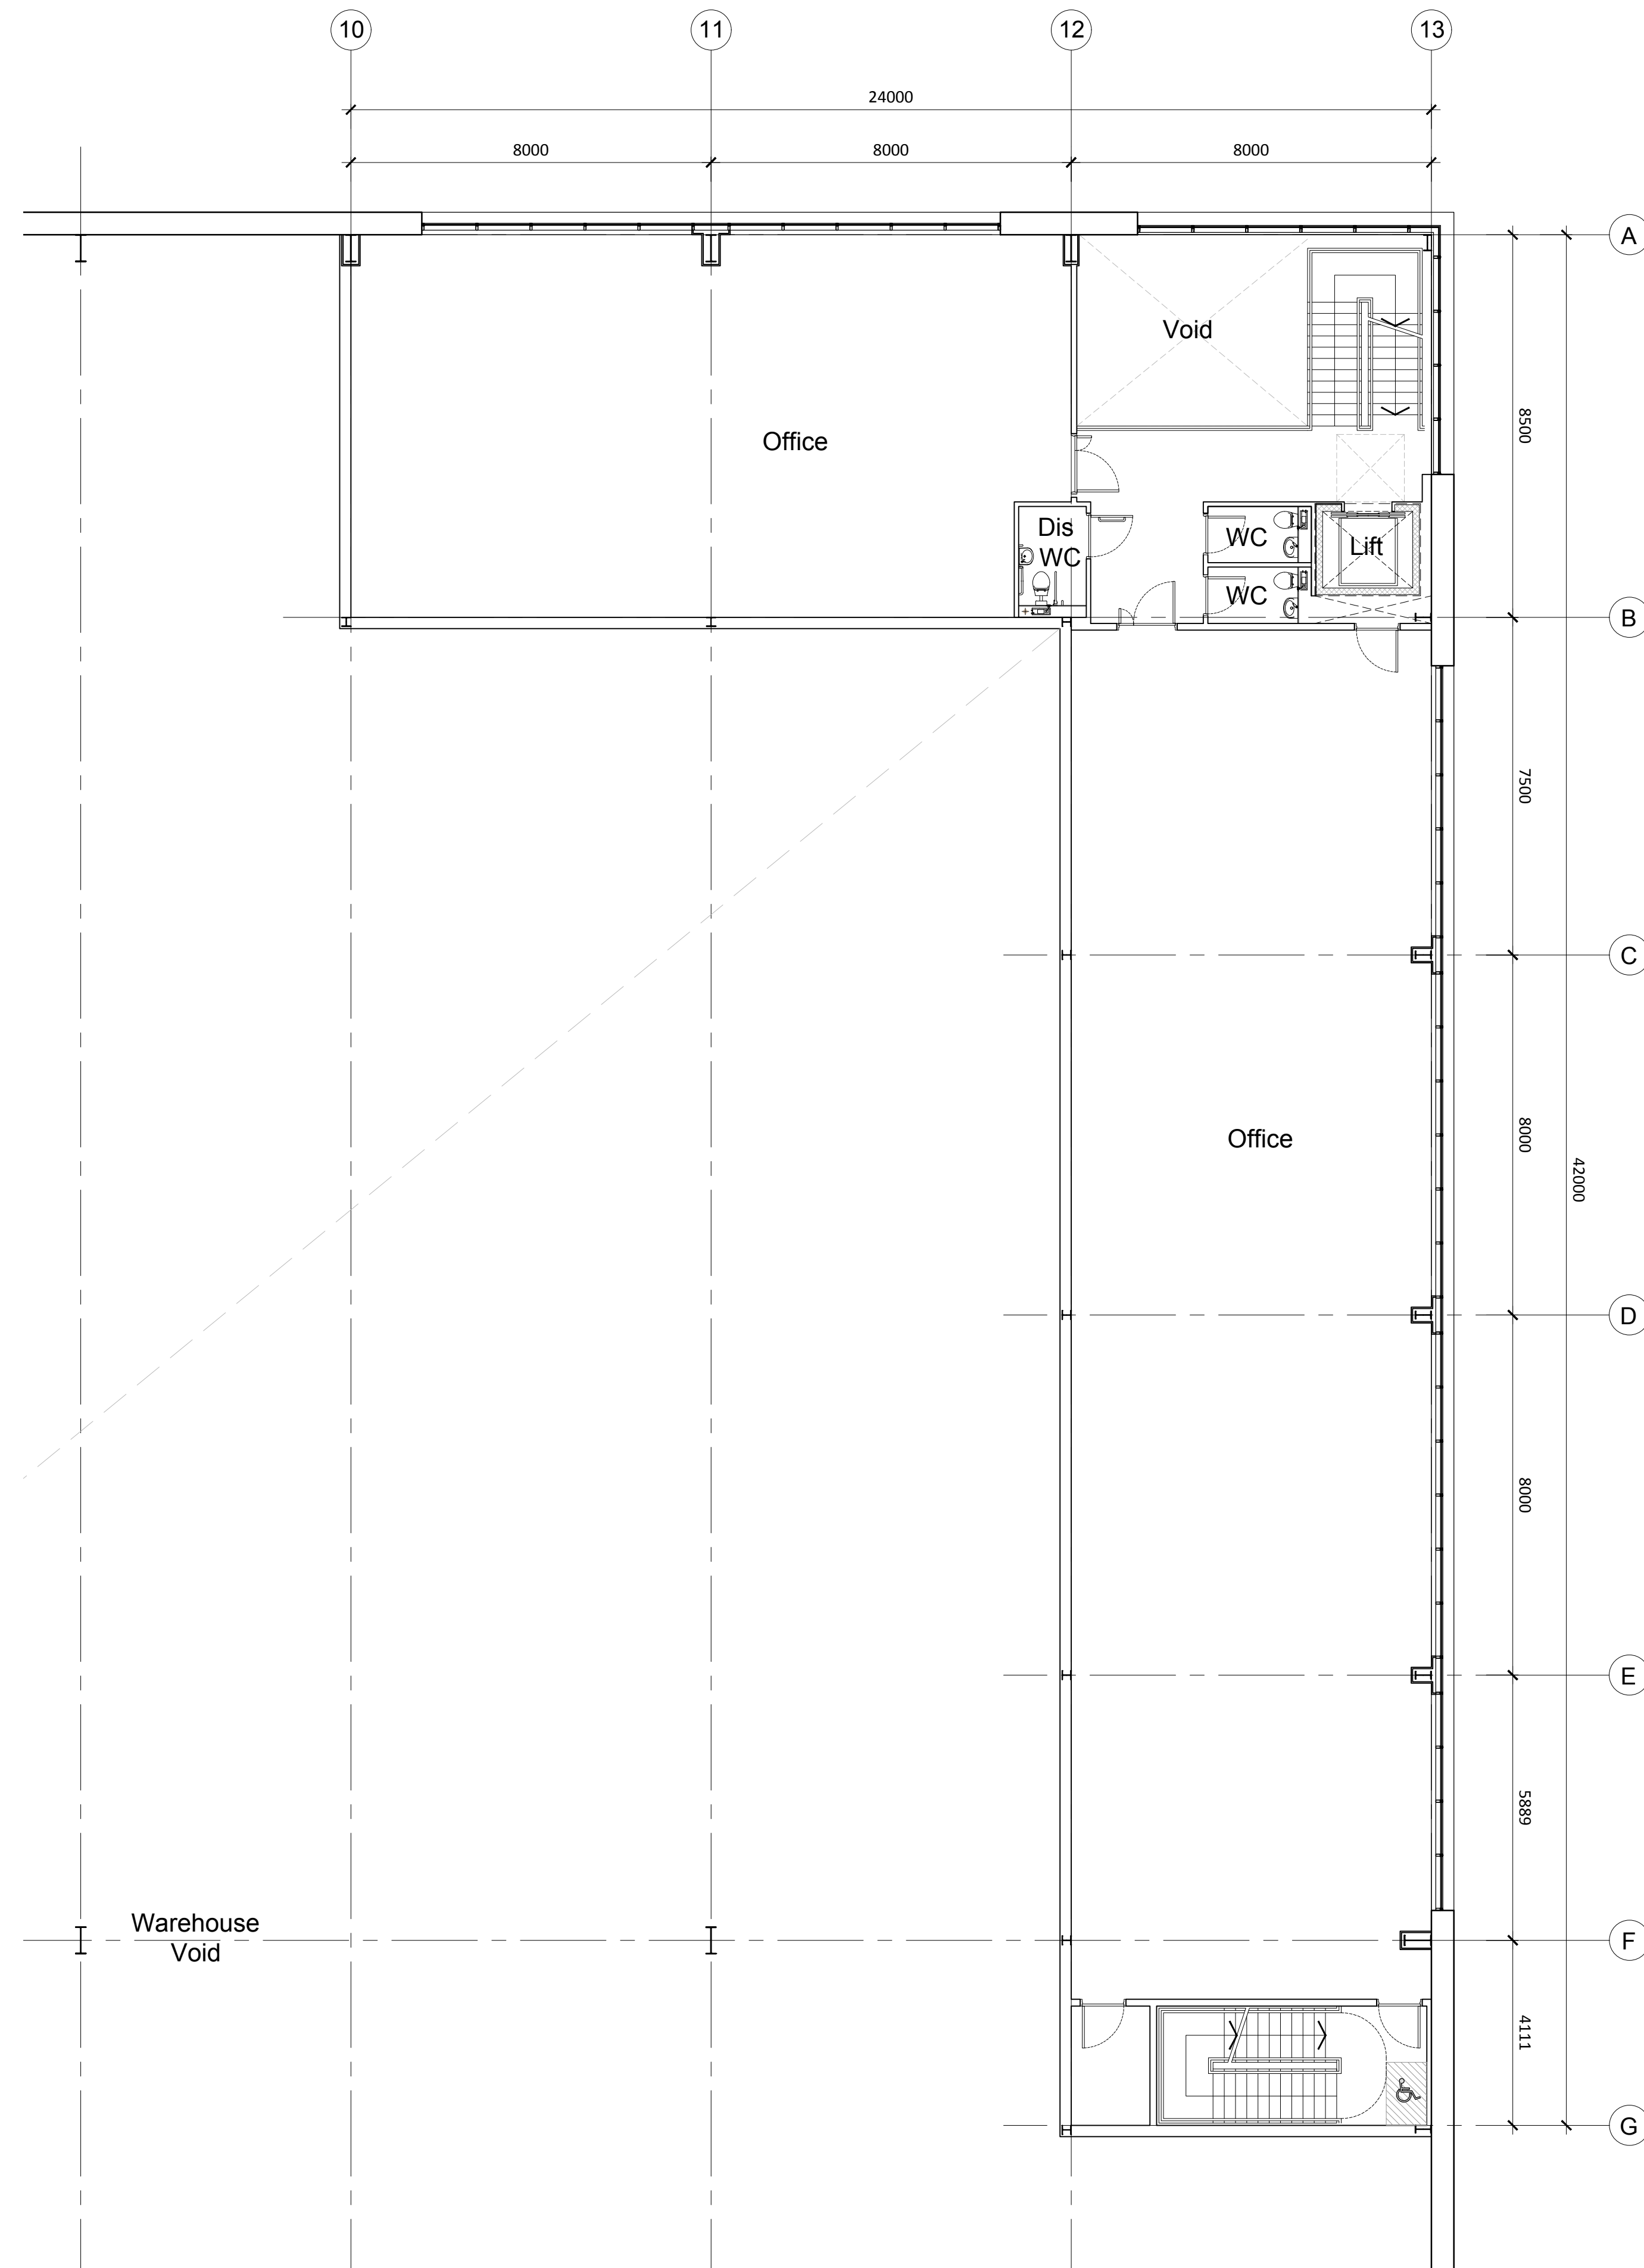 10 11 12 13
24000
8000 8000 8000
A
Void
8500
Office
Dis
WC
WC
Lift
WC
B
7500
C
8000
Office
42000
D
8000
E
5889
Warehouse
Void
F
4111
G